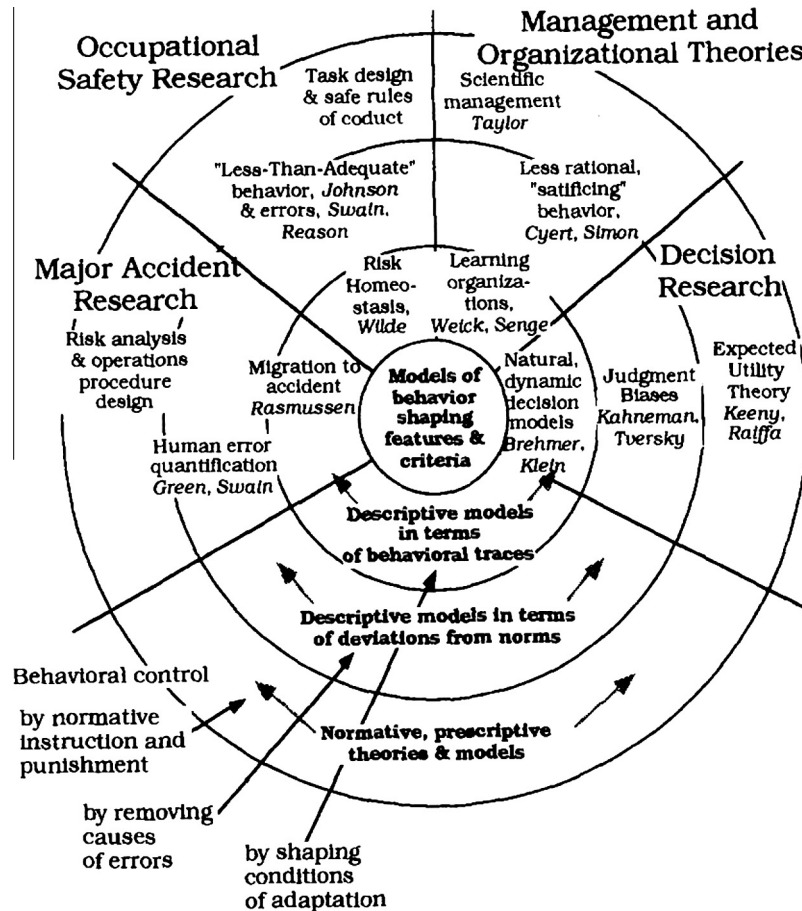 Occupational
Safety Research
Management and
Organizational Theories
Task design
& safe rules
of coduct
Scientific
management
Taylor
"Less-Than-Adequate"
behavior, Johnson
& errors, Swain,
Reason
Less rational,
"satificing"
behavior,
Cyert, Simon
Major Accident
Research
Risk analysis
& operations
procedure
design
Risk
Homeo-
stasis,
Wilde
Learning
organiza-
tions,
Weick, Senge
Decision
Research
Migration to
accident
Rasmussen
Human error
quantification
Green, Swain
Models of
behavior
shaping
features &
criteria
Natural,
dynamic
decision
models
Brehmer,
Klein
Judgment
Biases
Kahneman,
Tversky
Expected
Utility
Theory
Keeny,
Raiffa
Descriptive models
in terms
of behavioral traces
Descriptive models in terms
of deviations from norms
Normative, prescriptive
theories & models
Behavioral control
by normative
instruction and
punishment
by removing
causes
of errors
by shaping
conditions
of adaptation